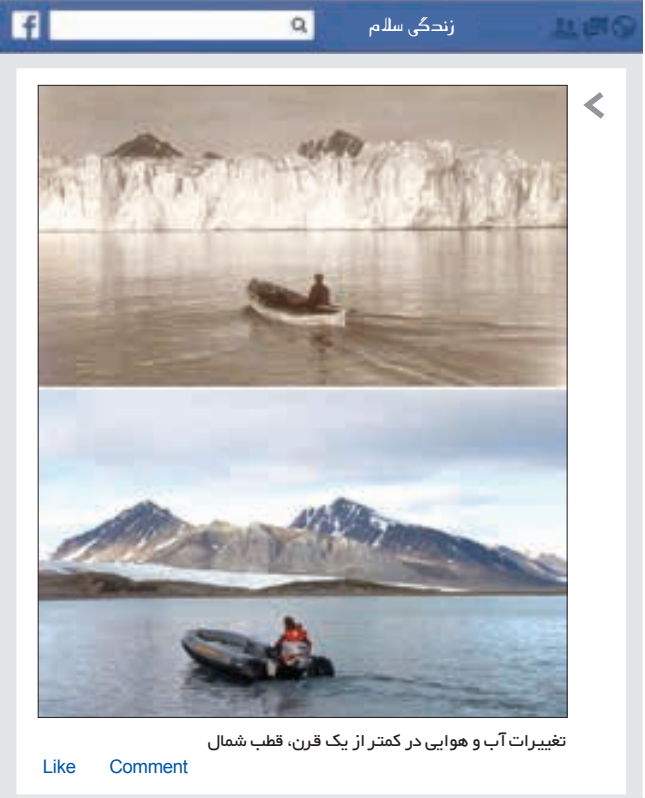 f
زندگی سلام
تغییرات آب و هوایی در کمتر از یک قرن، قطب شمال
Like Comment